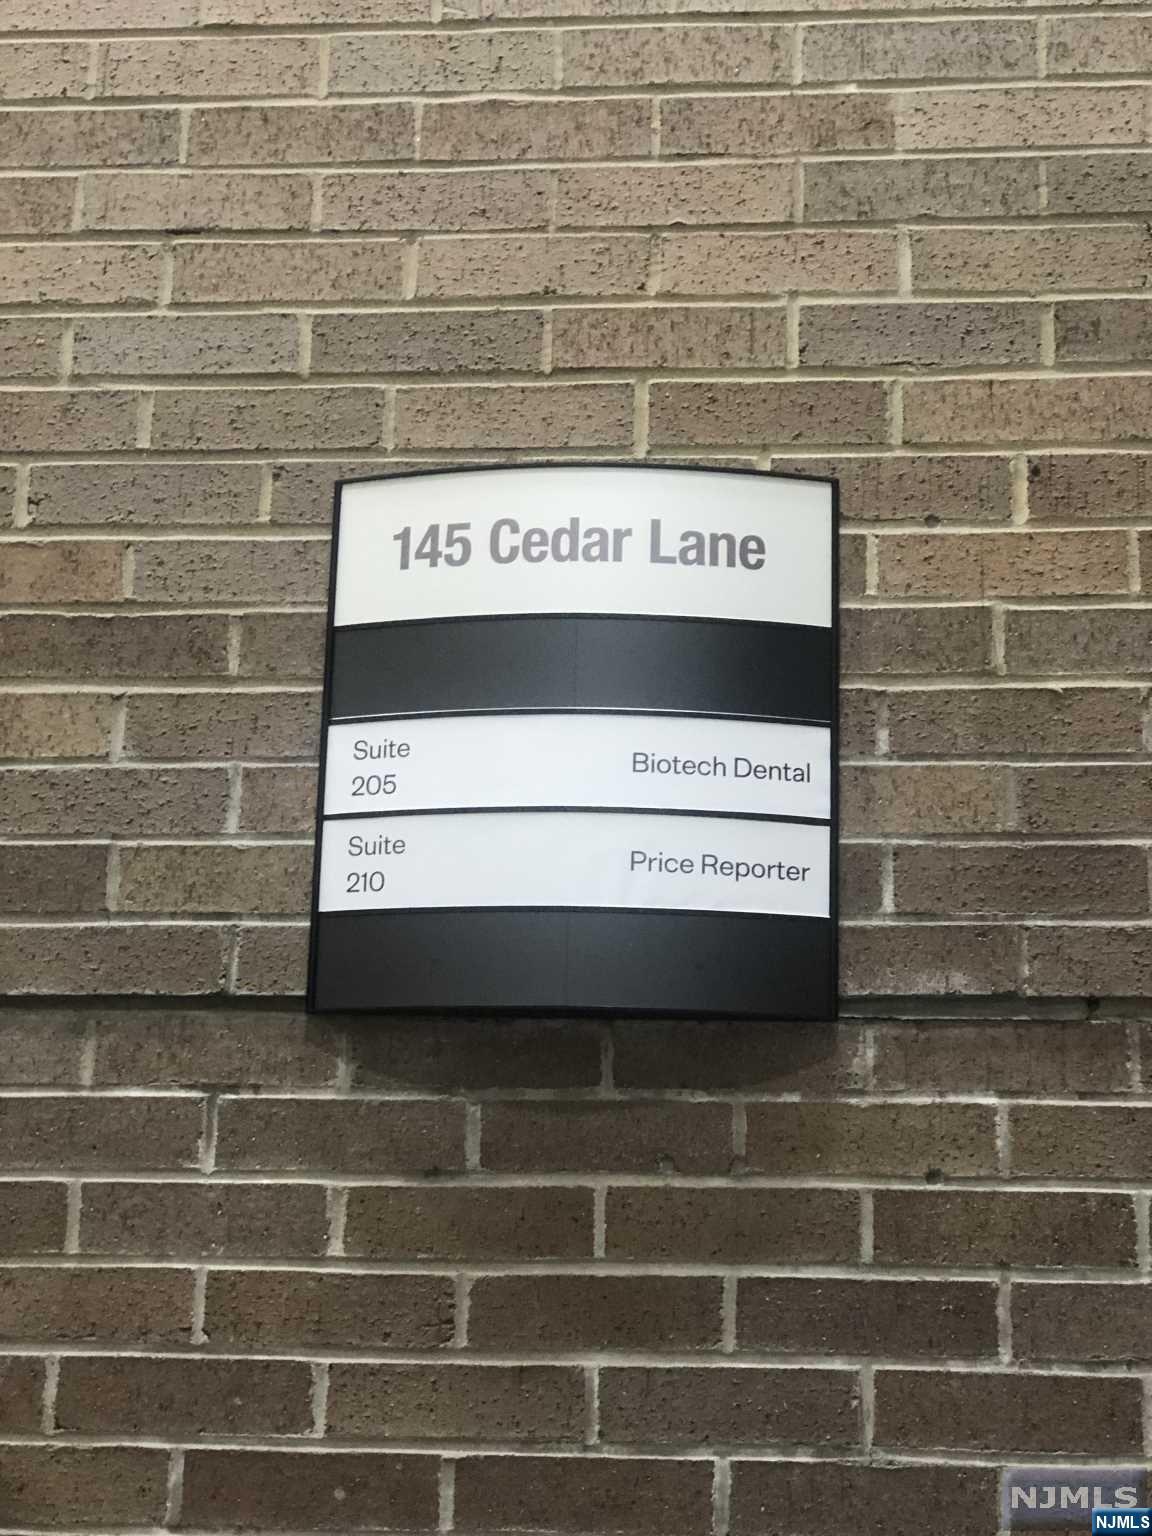 145 Cedar Lane
Suite
205
Biotech Dental
Suite
210
Price Reporter
NJMLS
NJMLS